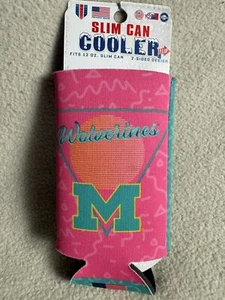 SLIM CAN
COOLER
FITS 12 OZ. SLIM CAN 2-SIDED DESIGN
Wolverines
M